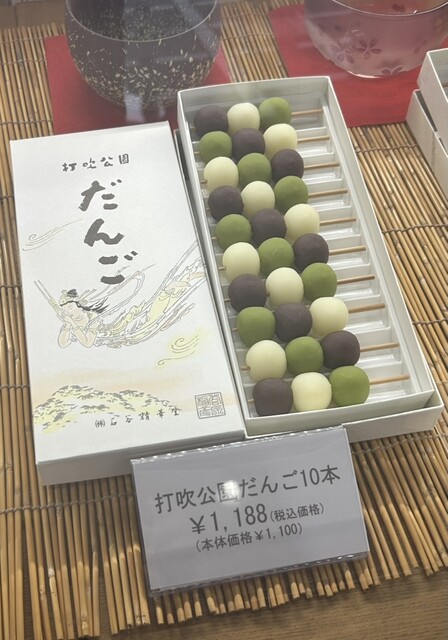 打吹公園
だんご
㈱石谷精華堂
打吹公園だんご10本
￥1,188(税込価格)
(本体価格￥1,100)